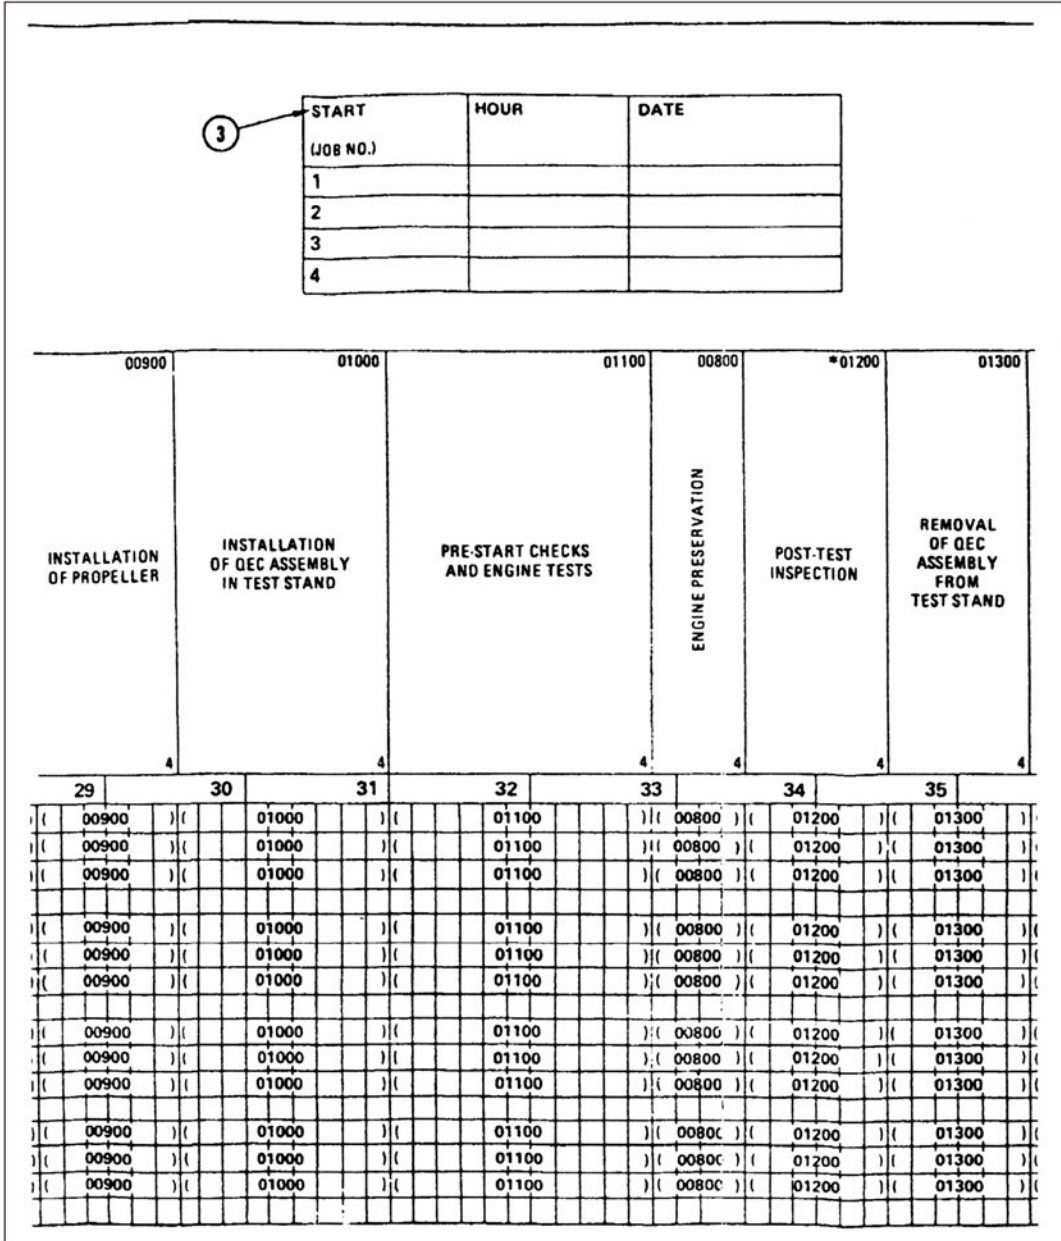 3
START HOUR DATE
(JOB NO.)
1
2
3
4
00900 01000 01100 00800 *01200 01300
INSTALLATION
OF PROPELLER
INSTALLATION
OF QEC ASSEMBLY
IN TEST STAND
PRE-START CHECKS
AND ENGINE TESTS
ENGINE PRESERVATION
POST-TEST
INSPECTION
REMOVAL
OF QEC
ASSEMBLY
FROM
TEST STAND
4 4 4 4 4 4
29 30 31 32 33 34 35
) ( 00900 ) ( 01000 ) ( 01100 ) ( 00800 ) ( 01200 ) ( 01300 )
) ( 00900 ) ( 01000 ) ( 01100 ) ( 00800 ) ( 01200 ) ( 01300 )
) ( 00900 ) ( 01000 ) ( 01100 ) ( 00800 ) ( 01200 ) ( 01300 )
) ( 00900 ) ( 01000 ) ( 01100 ) ( 00800 ) ( 01200 ) ( 01300 )
) ( 00900 ) ( 01000 ) ( 01100 ) ( 00800 ) ( 01200 ) ( 01300 )
) ( 00900 ) ( 01000 ) ( 01100 ) ( 00800 ) ( 01200 ) ( 01300 )
) ( 00900 ) ( 01000 ) ( 01100 ) ( 00800 ) ( 01200 ) ( 01300 )
) ( 00900 ) ( 01000 ) ( 01100 ) ( 00800 ) ( 01200 ) ( 01300 )
) ( 00900 ) ( 01000 ) ( 01100 ) ( 00800 ) ( 01200 ) ( 01300 )
) ( 00900 ) ( 01000 ) ( 01100 ) ( 00800 ) ( 01200 ) ( 01300 )
) ( 00900 ) ( 01000 ) ( 01100 ) ( 00800 ) ( 01200 ) ( 01300 )
) ( 00900 ) ( 01000 ) ( 01100 ) ( 00800 ) ( 01200 ) ( 01300 )